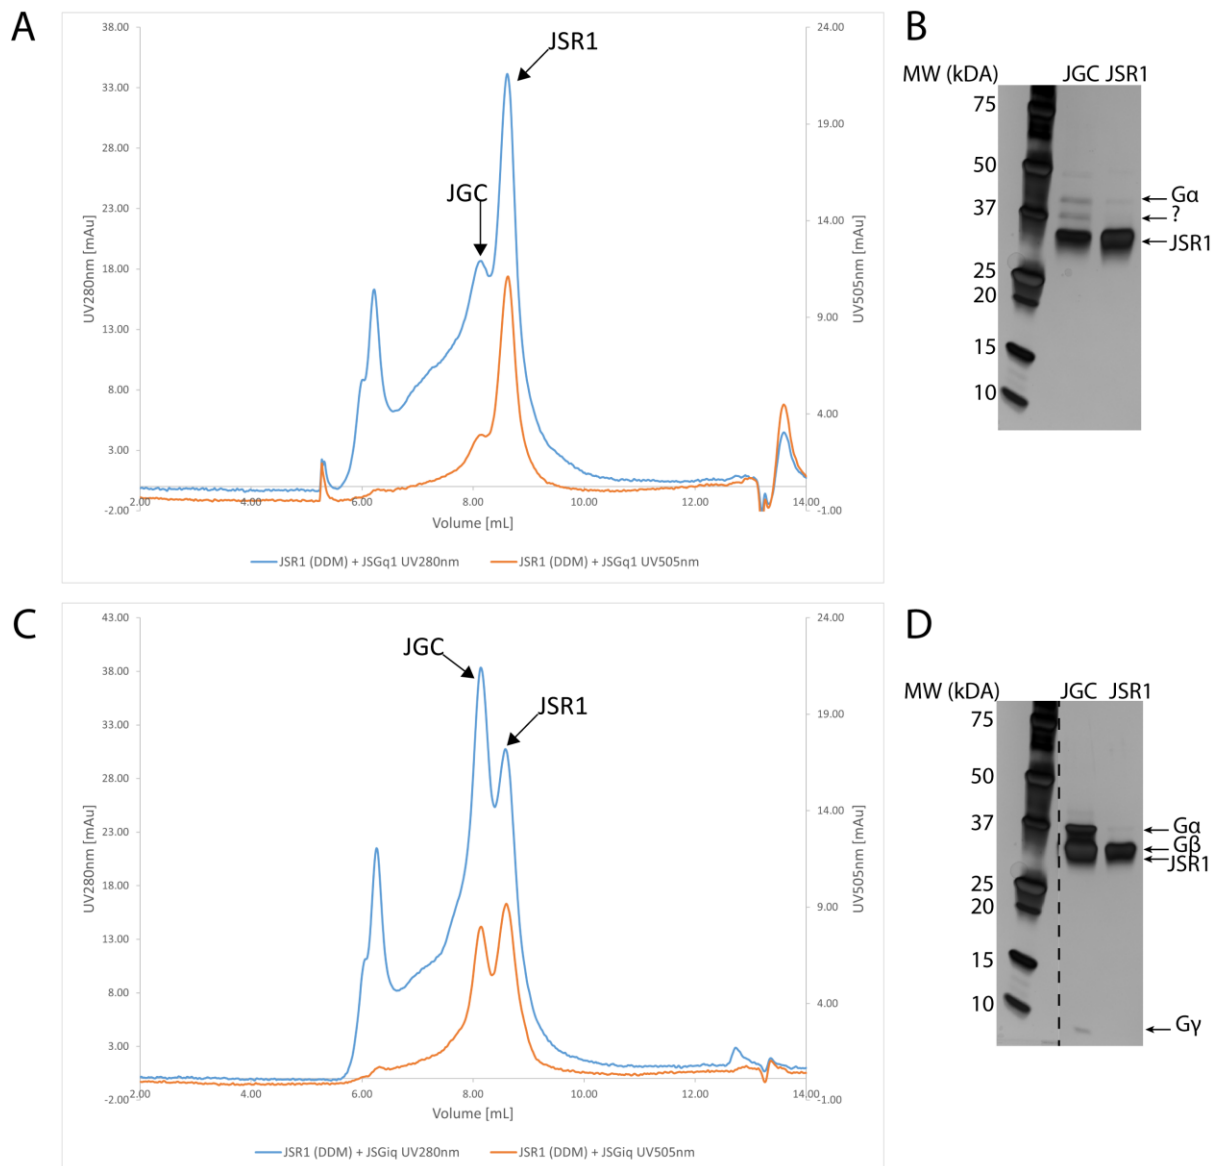 A
38.00
33.00
28.00
23.00
18.00
13.00
8.00
3.00
-2.00
UV280nm [mAu]
24.00
19.00
14.00
9.00
4.00
-1.00
UV505nm [mAu]
JSR1
JGC
2.00 4.00 6.00 8.00 10.00 12.00 14.00
Volume [mL]
JSR1 (DDM) + JSGq1 UV280nm JSR1 (DDM) + JSGq1 UV505nm
B
MW (kDA) JGC JSR1
75
50
37
25
20
15
10
Gα
?
JSR1
C
43.00
38.00
33.00
28.00
23.00
18.00
13.00
8.00
3.00
-2.00
UV280nm [mAu]
24.00
19.00
14.00
9.00
4.00
-1.00
UV505nm [mAu]
JGC
JSR1
2.00 4.00 6.00 8.00 10.00 12.00 14.00
Volume [mL]
JSR1 (DDM) + JSGiq UV280nm JSR1 (DDM) + JSGiq UV505nm
D
MW (kDA) JGC JSR1
75
50
37
25
20
15
10
Gα
Gβ
JSR1
Gγ